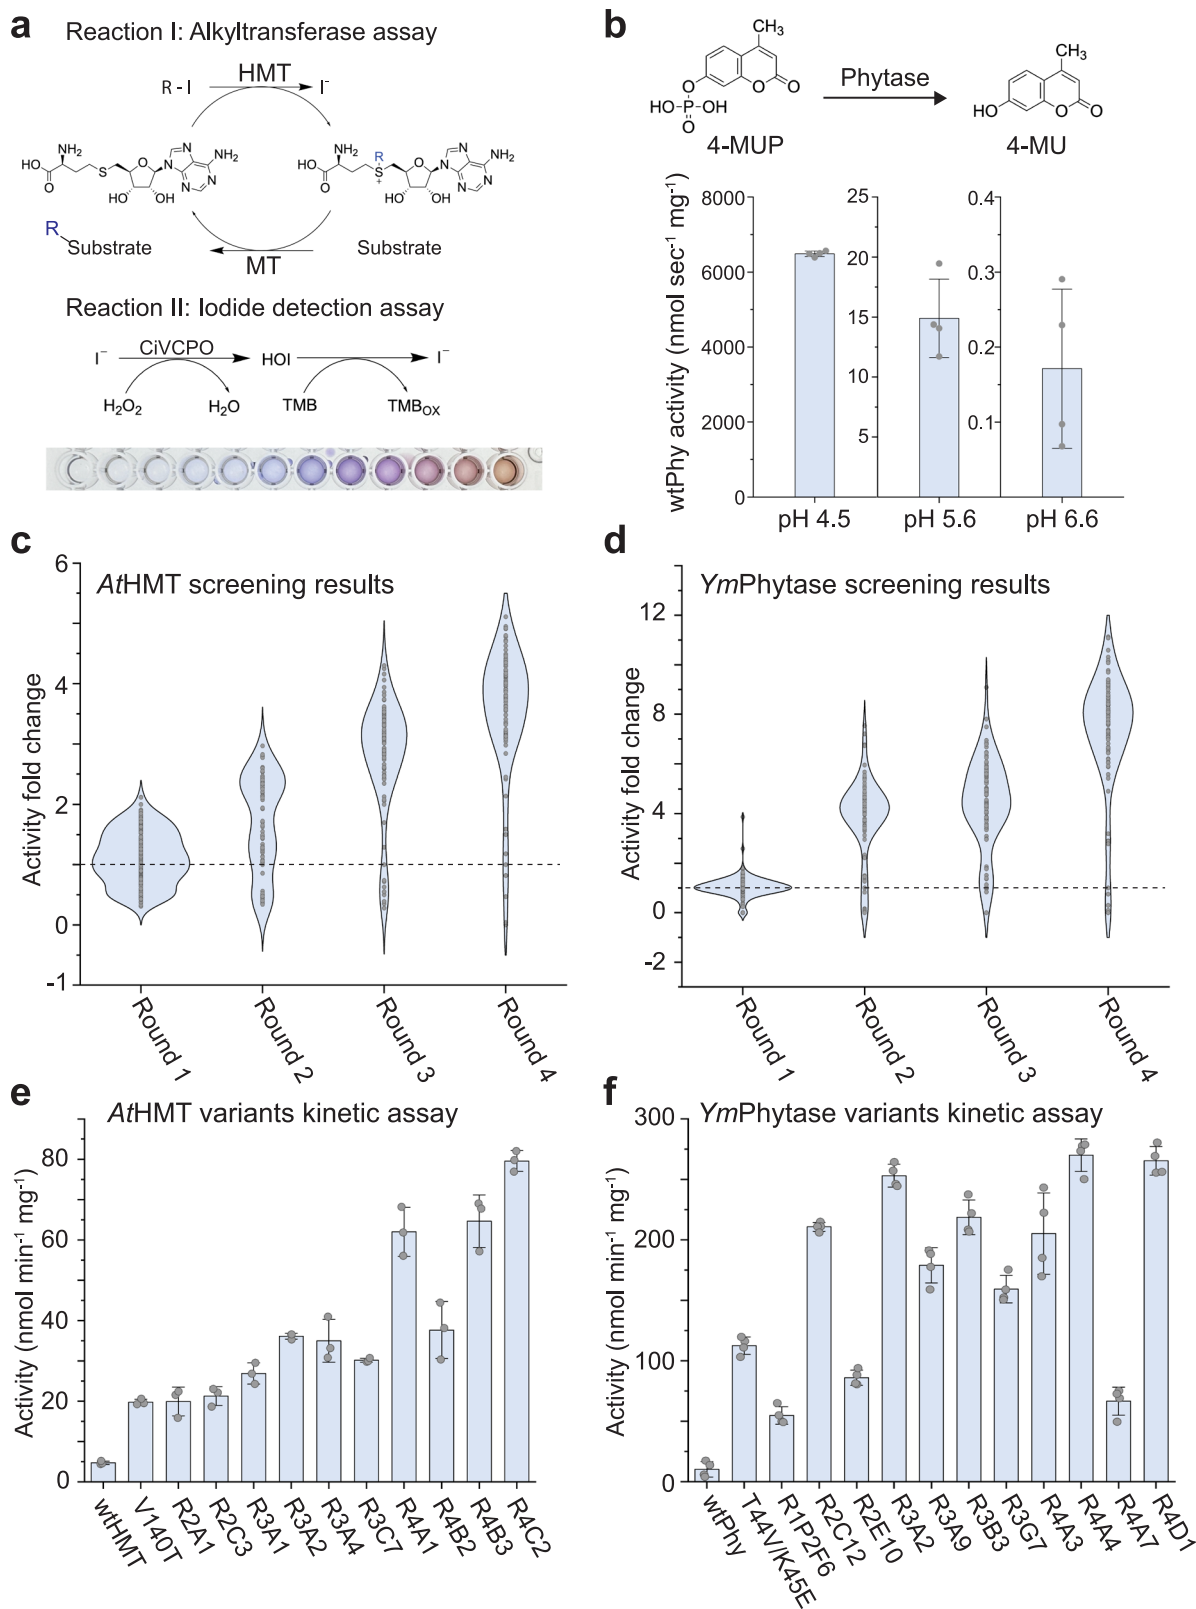 a
Reaction I: Alkyltransferase assay
R - I
HMT
I⁻
NH₂
HO
O
S
O
N
N
N
N
NH₂
HO
OH
NH₂
HO
O
R
S
+
O
N
N
N
N
NH₂
HO
OH
R
Substrate
MT
Substrate
Reaction II: Iodide detection assay
I⁻
CiVCPO
HOI
I⁻
H₂O₂
H₂O
TMB
TMBOX
b
CH₃
O
HO
P
OH
O
O
O
4-MUP
Phytase
CH₃
HO
O
O
4-MU
wtPhy activity (nmol sec⁻¹ mg⁻¹)
8000
6000
4000
2000
0
25
20
15
10
5
0.4
0.3
0.2
0.1
pH 4.5
pH 5.6
pH 6.6
c
AtHMT screening results
Activity fold change
6
4
2
0
-1
Round 1
Round 2
Round 3
Round 4
d
YmPhytase screening results
Activity fold change
12
8
4
0
-2
Round 1
Round 2
Round 3
Round 4
e
AtHMT variants kinetic assay
Activity (nmol min⁻¹ mg⁻¹)
80
60
40
20
0
wtHMT
V140T
R2A1
R2C3
R3A1
R3A2
R3A4
R3C7
R4A1
R4B2
R4B3
R4C2
f
YmPhytase variants kinetic assay
Activity (nmol min⁻¹ mg⁻¹)
300
200
100
0
wtPhy
T44V/K45E
R1P2F6
R2C12
R2E10
R3A2
R3A9
R3B3
R3G7
R4A3
R4A4
R4A7
R4D1